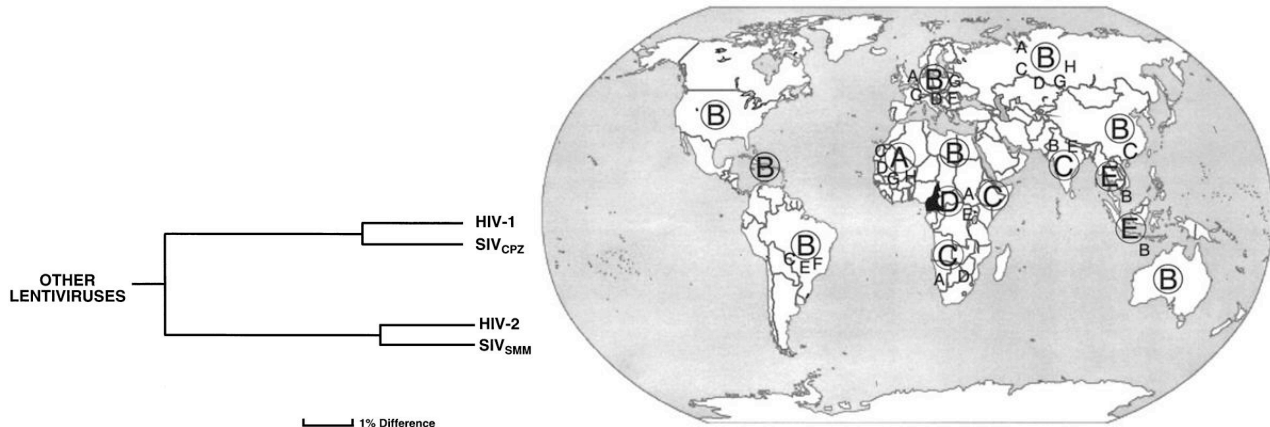 HIV-1
SIVCPZ
OTHER
LENTIVIRUSES
HIV-2
SIVSMM
1% Difference
B
B
B
C
E F
A
B
G
C
D
F
A
B
H
C
D
G
C
A
D
G H
B
D
A
C
C
A
D
B
C
B
C
E
B
E
B
B